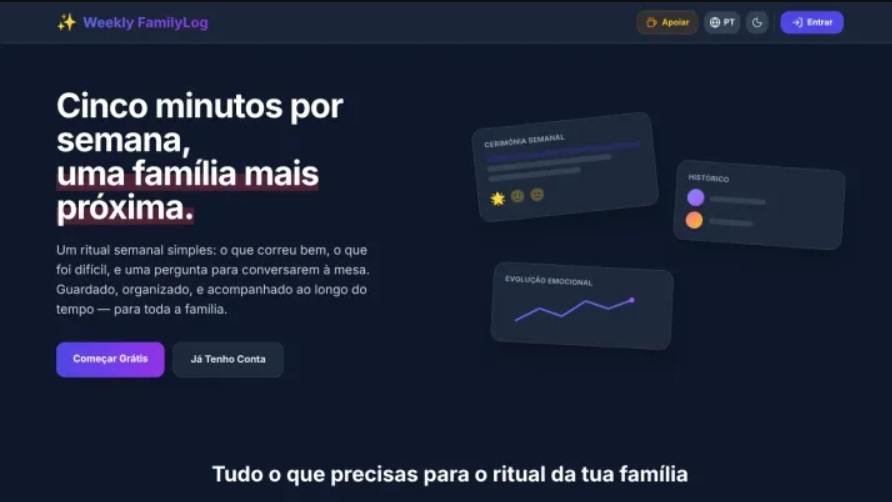 Weekly FamilyLog
Apoiar
PT
Entrar
Cinco minutos por
semana,
uma família mais
próxima.
Um ritual semanal simples: o que correu bem, o que
foi difícil, e uma pergunta para conversarem à mesa.
Guardado, organizado, e acompanhado ao longo do
tempo — para toda a família.
Começar Grátis
Já Tenho Conta
CERIMÓNIA SEMANAL
HISTÓRICO
EVOLUÇÃO EMOCIONAL
Tudo o que precisas para o ritual da tua família